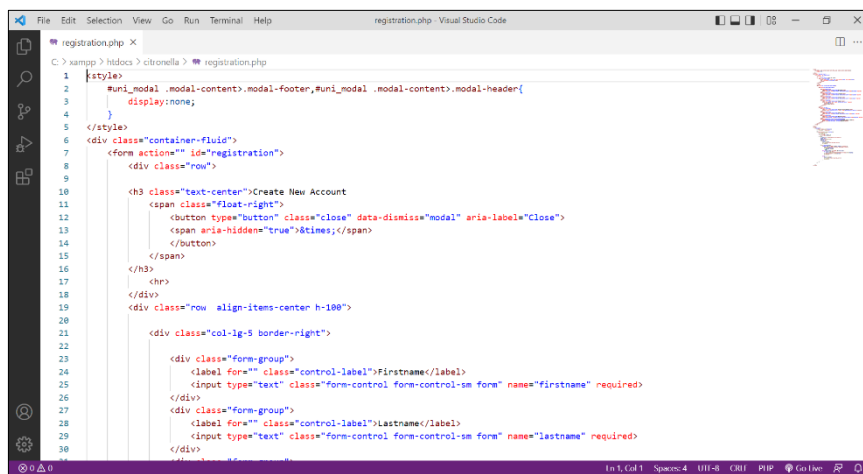 File Edit Selection View Go Run Terminal Help registration.php - Visual Studio Code
registration.php
C: > xampp > htdocs > citronella > registration.php
1 <style>
2 #uni_modal .modal-content>.modal-footer,#uni_modal .modal-content>.modal-header{
3 display:none;
4 }
5 </style>
6 <div class="container-fluid">
7 <form action="" id="registration">
8 <div class="row">
9
10 <h3 class="text-center">Create New Account
11 <span class="float-right">
12 <button type="button" class="close" data-dismiss="modal" aria-label="Close">
13 <span aria-hidden="true">&times;</span>
14 </button>
15 </span>
16 </h3>
17 <hr>
18 </div>
19 <div class="row  align-items-center h-100">
20
21 <div class="col-lg-5 border-right">
22
23 <div class="form-group">
24 <label for="" class="control-label">Firstname</label>
25 <input type="text" class="form-control form-control-sm form" name="firstname" required>
26 </div>
27 <div class="form-group">
28 <label for="" class="control-label">Lastname</label>
29 <input type="text" class="form-control form-control-sm form" name="lastname" required>
30 </div>
0 0 Ln 1, Col 1 Spaces: 4 UTF-8 CRLF PHP Go Live